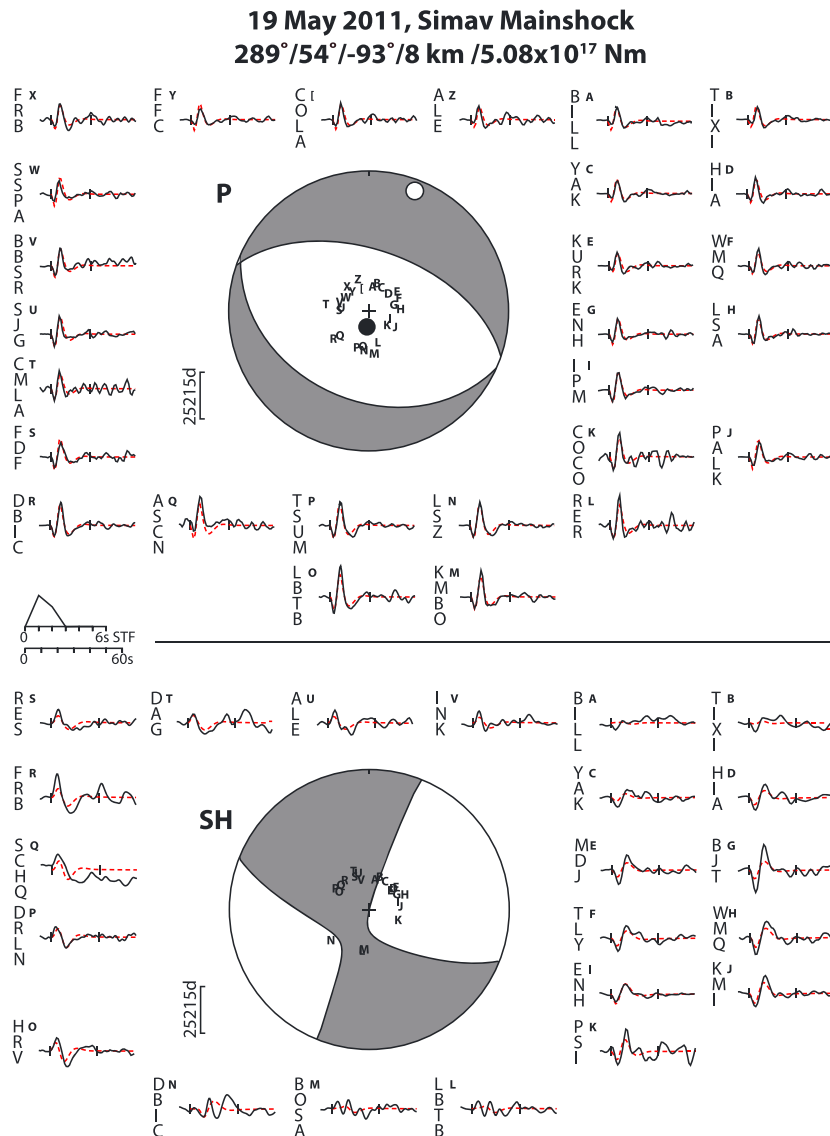 19 May 2011, Simav Mainshock
289°/54°/-93°/8 km /5.08x10¹⁷ Nm
FRB X
FFC Y
COLA [
ALE Z
BILL A
TIXI B
SSPA W
P
YAK C
HIA D
BBSR V
KURK E
WMQ F
SJG U
ENH G
LSA H
CMLA T
IPM I
FDF S
COCO K
PALK J
DBIC R
ASCN Q
TSUM P
LSZ N
RER L
LBTB O
KMBO M
25215d
0 6s STF
0 60s
RES S
DAG T
ALE U
INK V
BILL A
TIXI B
FRB R
SH
YAK C
HIA D
SCHQ Q
MDJ E
BJT G
DRLN P
TLY F
WMQ H
ENH I
KMI J
HRV O
PSI K
25215d
DBIC N
BOSA M
LBTB L